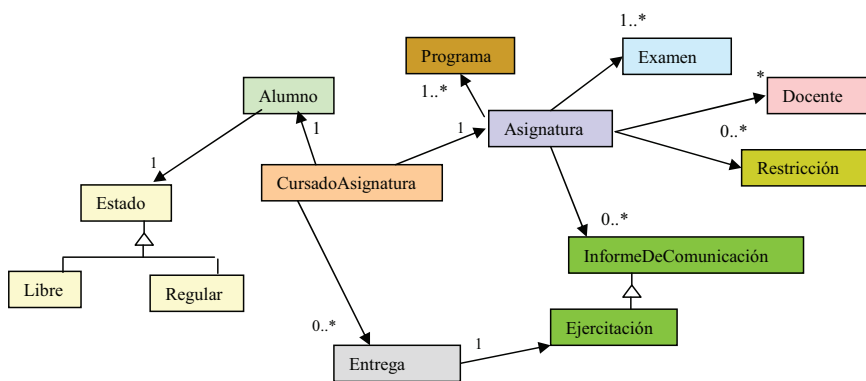 1..*
Programa
Examen
1..*
*
Alumno
Docente
1
1
Asignatura
0..*
1
CursadoAsignatura
Restricción
Estado
0..*
InformeDeComunicación
Libre
Regular
Ejercitación
0..*
1
Entrega